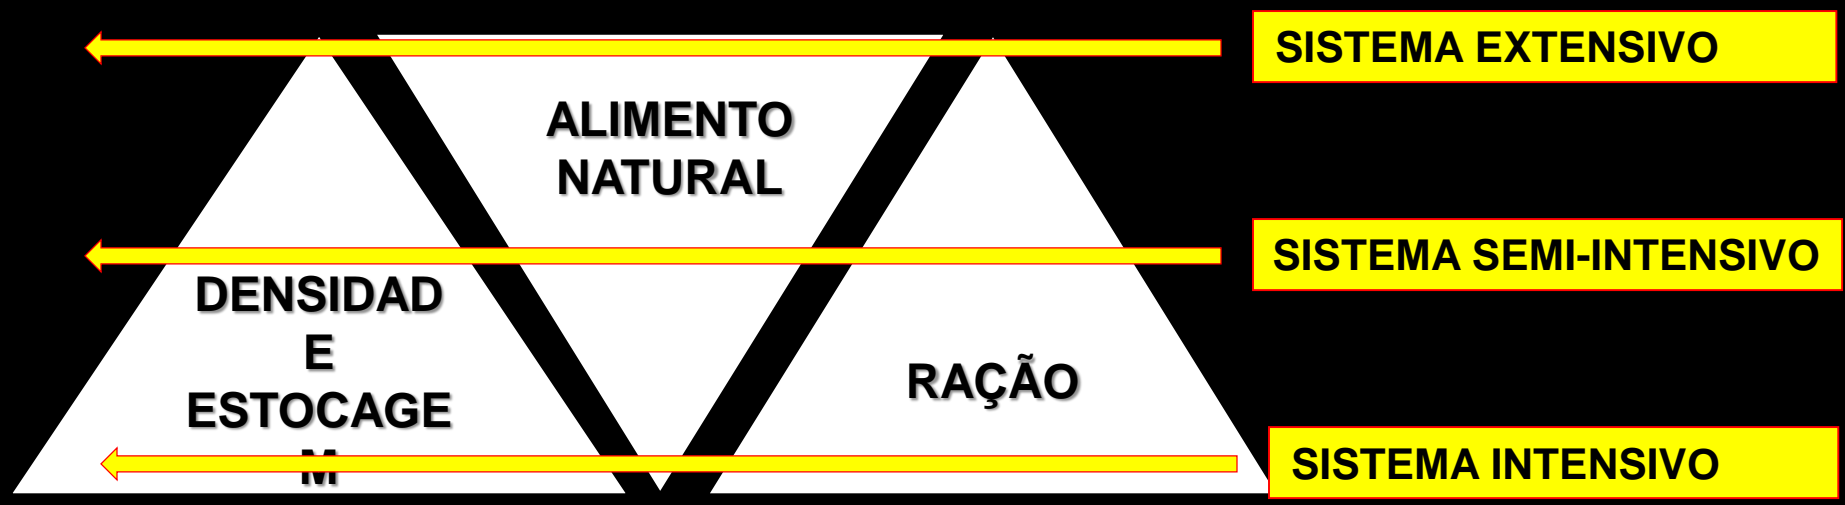 SISTEMA EXTENSIVO
ALIMENTO
NATURAL
SISTEMA SEMI-INTENSIVO
DENSIDAD
E
ESTOCAGE
M
RAÇÃO
SISTEMA INTENSIVO